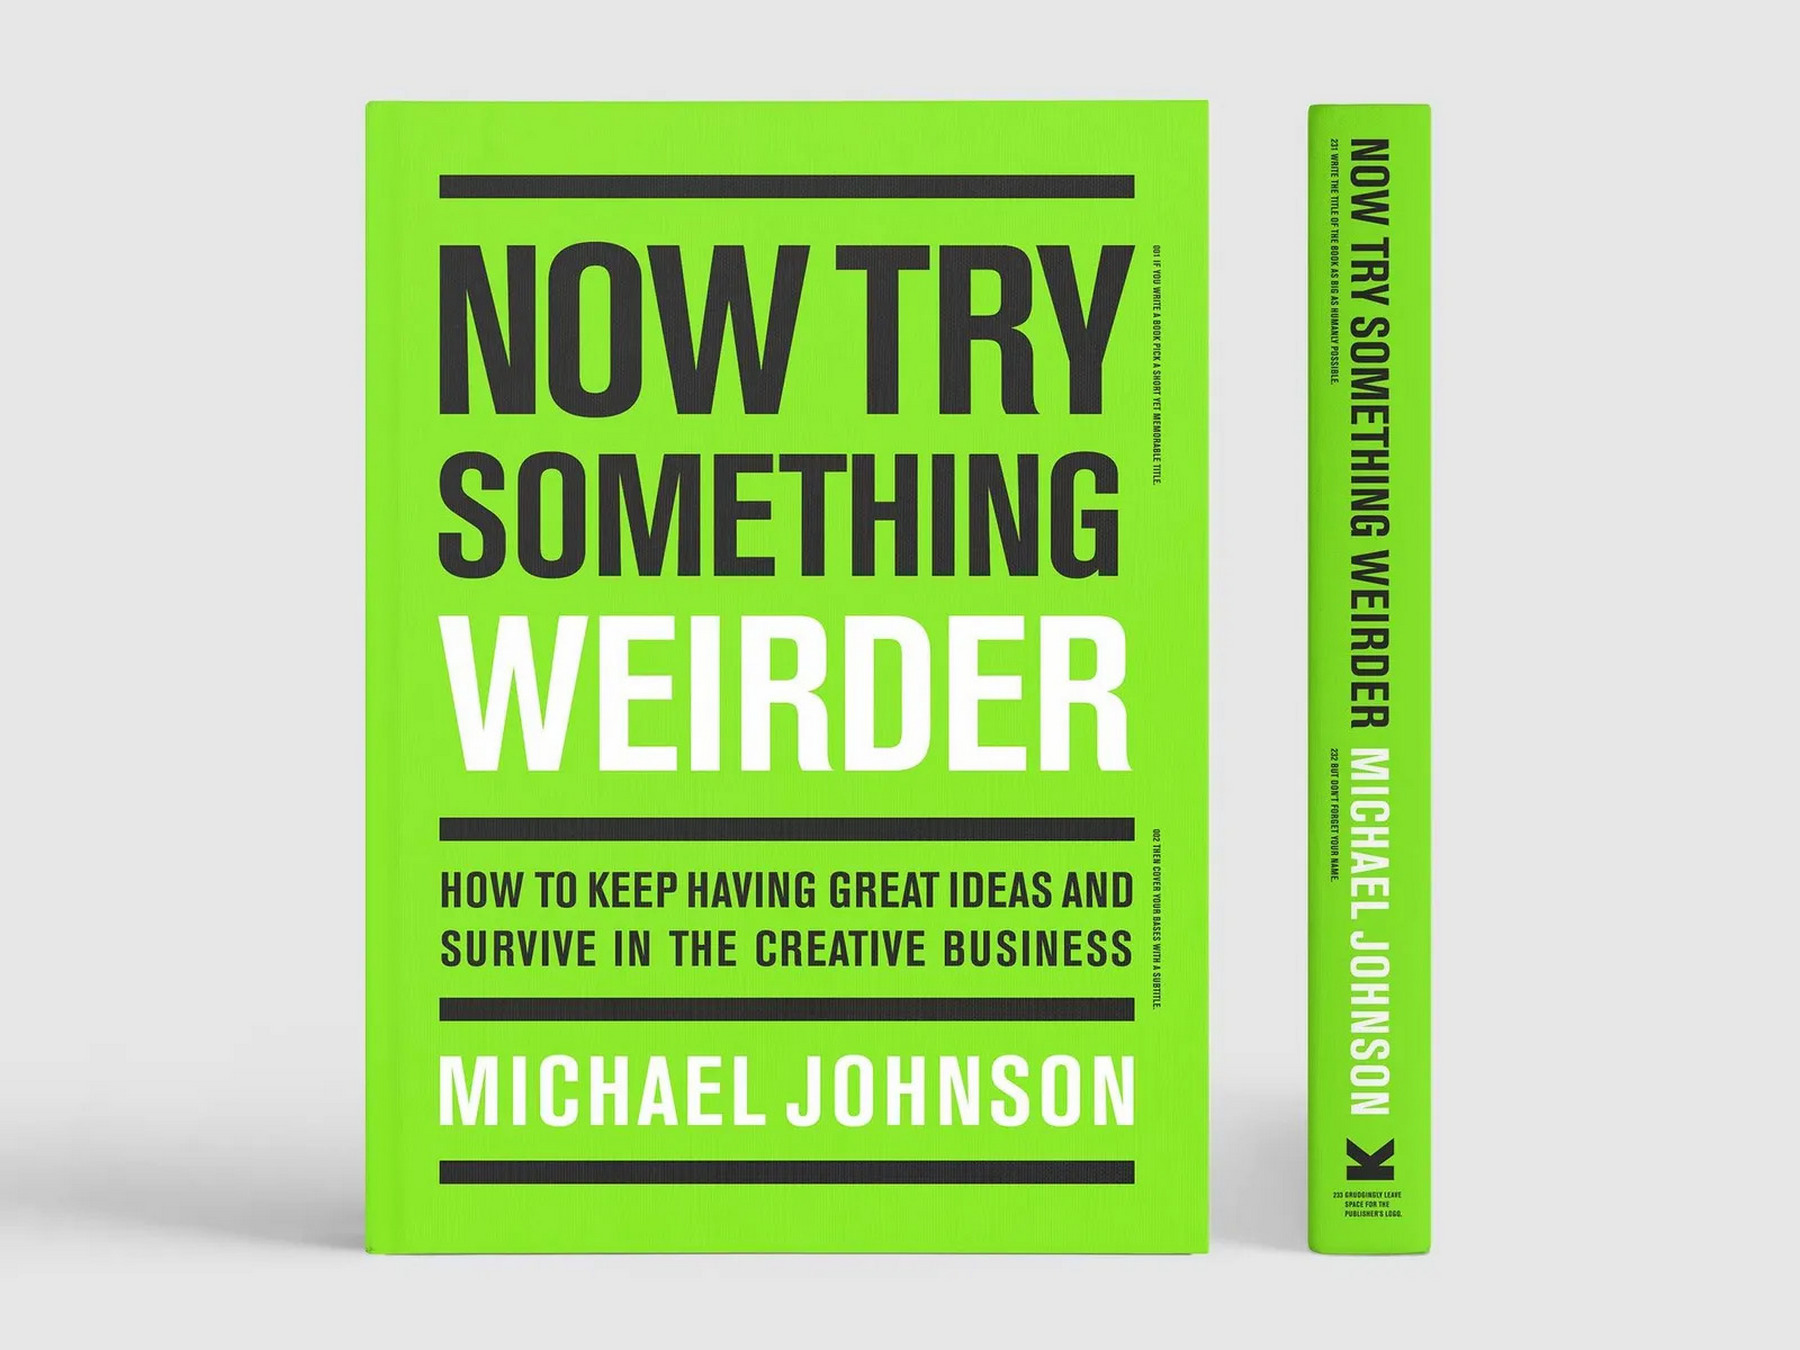 NOW TRY
SOMETHING
WEIRDER
001 IF YOU WRITE A BOOK PICK A SHORT YET MEMORABLE TITLE.
HOW TO KEEP HAVING GREAT IDEAS AND
SURVIVE IN THE CREATIVE BUSINESS
002 THEN COVER YOUR BASES WITH A SUBTITLE.
MICHAEL JOHNSON
NOW TRY SOMETHING WEIRDER MICHAEL JOHNSON
231 WRITE THE TITLE OF THE BOOK AS BIG AS HUMANLY POSSIBLE.
232 BUT DON'T FORGET YOUR NAME.
K
233 GRUDGINGLY LEAVE
SPACE FOR THE
PUBLISHER'S LOGO.